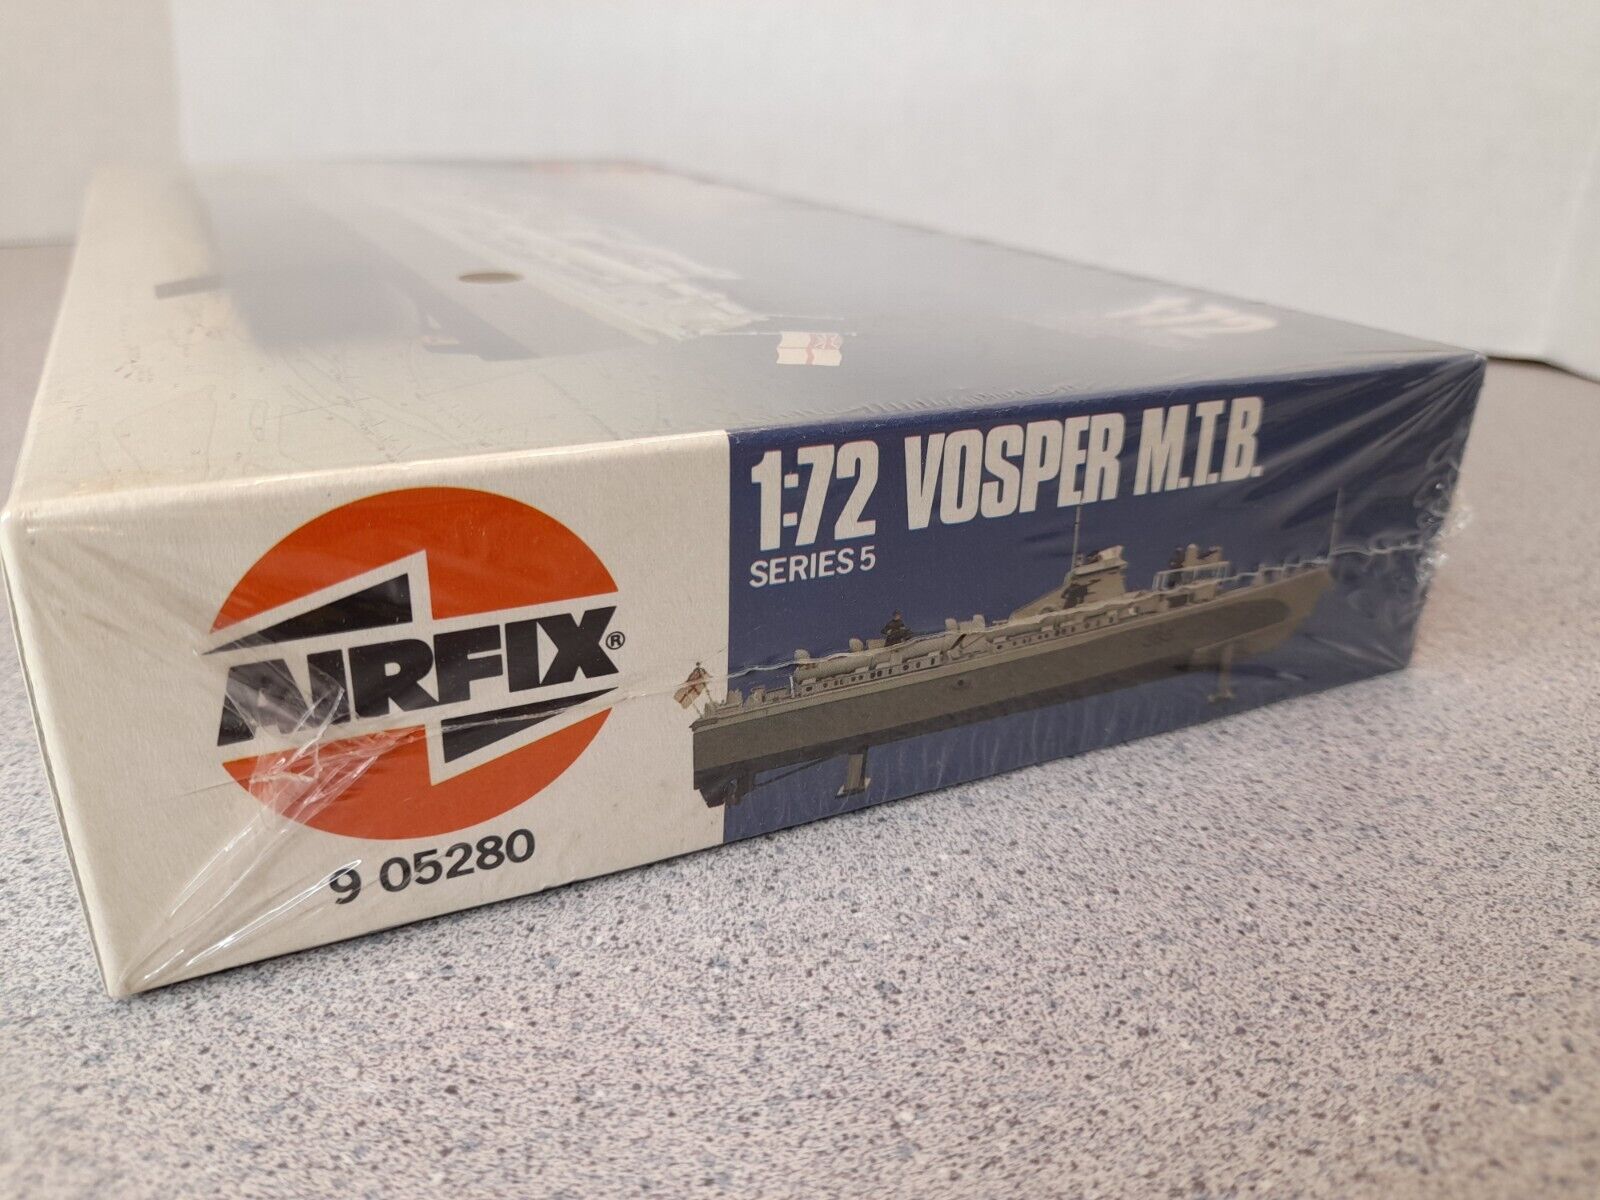 1:72 VOSPER M.T.B.
SERIES 5
AIRFIX®
9 05280